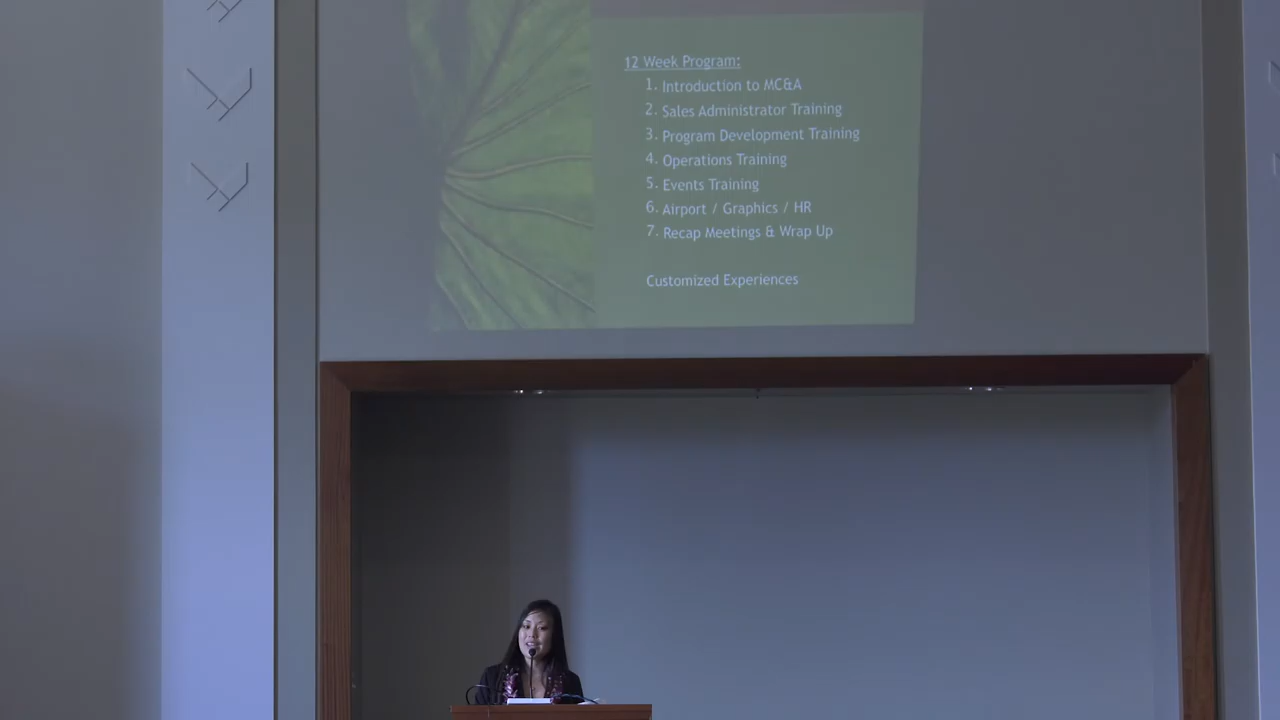 12 Week Program:
1. Introduction to MC&A
2. Sales Administrator Training
3. Program Development Training
4. Operations Training
5. Events Training
6. Airport / Graphics / HR
7. Recap Meetings & Wrap Up
Customized Experiences